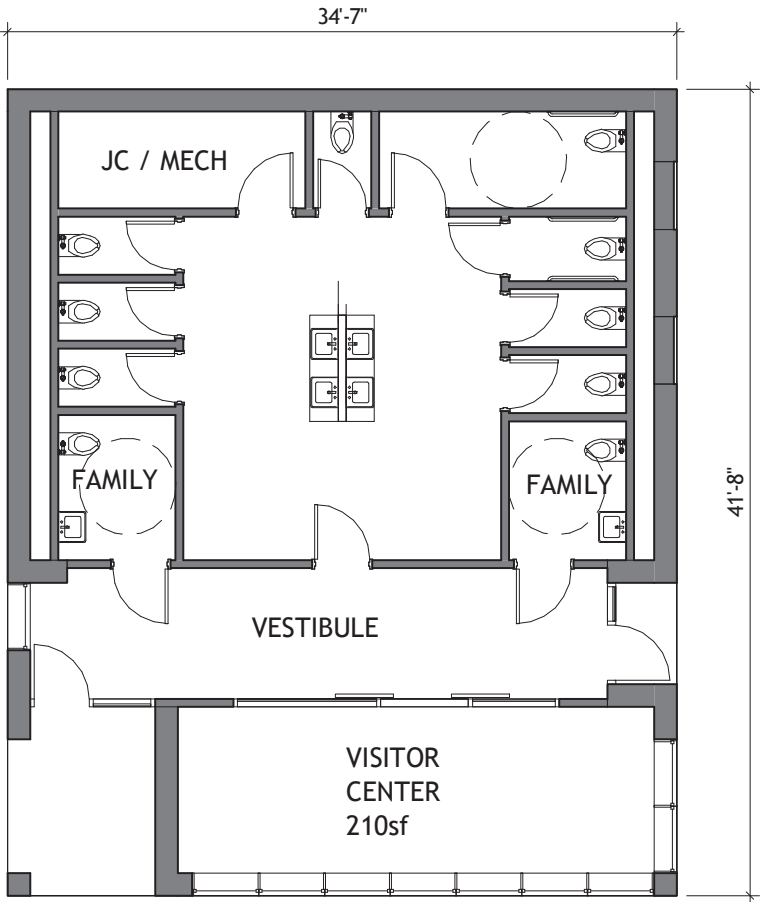 34'-7"
JC / MECH
FAMILY
FAMILY
41'-8"
VESTIBULE
VISITOR
CENTER
210sf